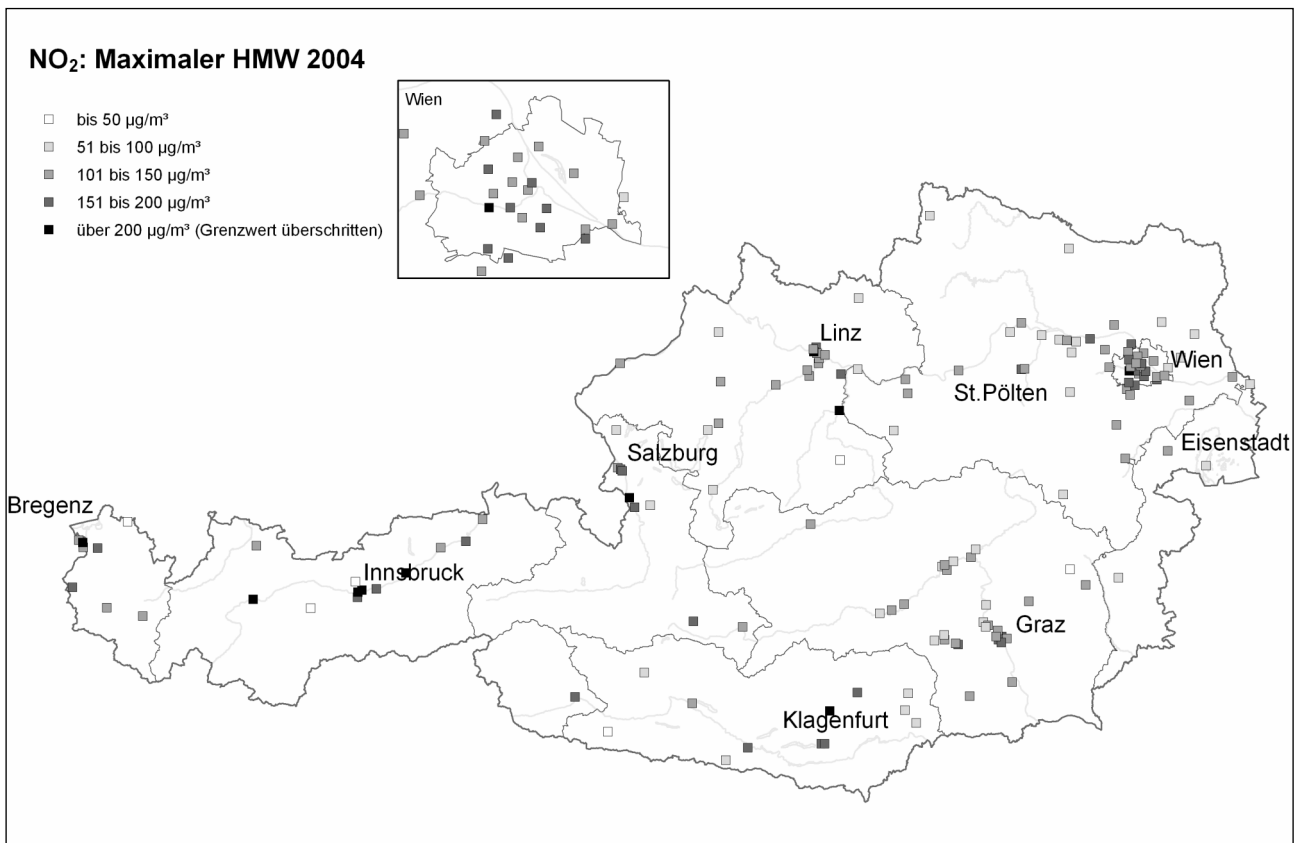 NO₂: Maximaler HMW 2004
bis 50 µg/m³
51 bis 100 µg/m³
101 bis 150 µg/m³
151 bis 200 µg/m³
über 200 µg/m³ (Grenzwert überschritten)
Wien
Linz
Wien
St.Pölten
Eisenstadt
Salzburg
Bregenz
Innsbruck
Graz
Klagenfurt